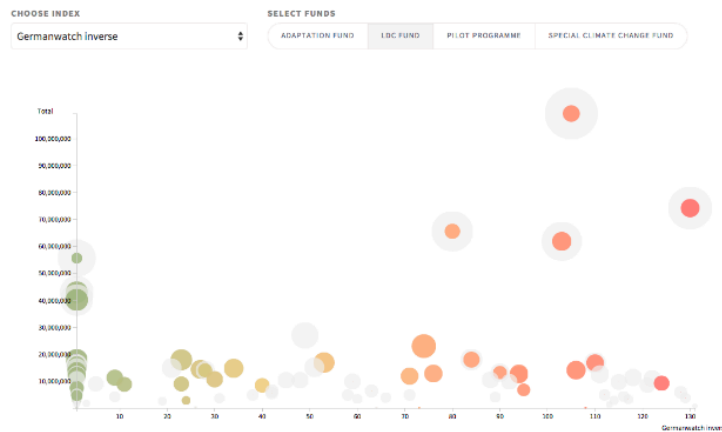 CHOOSE INDEX
SELECT FUNDS
Germanwatch inverse
ADAPTATION FUND
LDC FUND
PILOT PROGRAMME
SPECIAL CLIMATE CHANGE FUND
Total
100,000,000
90,000,000
80,000,000
70,000,000
60,000,000
50,000,000
40,000,000
30,000,000
20,000,000
10,000,000
10 20 30 40 50 60 70 80 90 100 110 120 130
Germanwatch inver